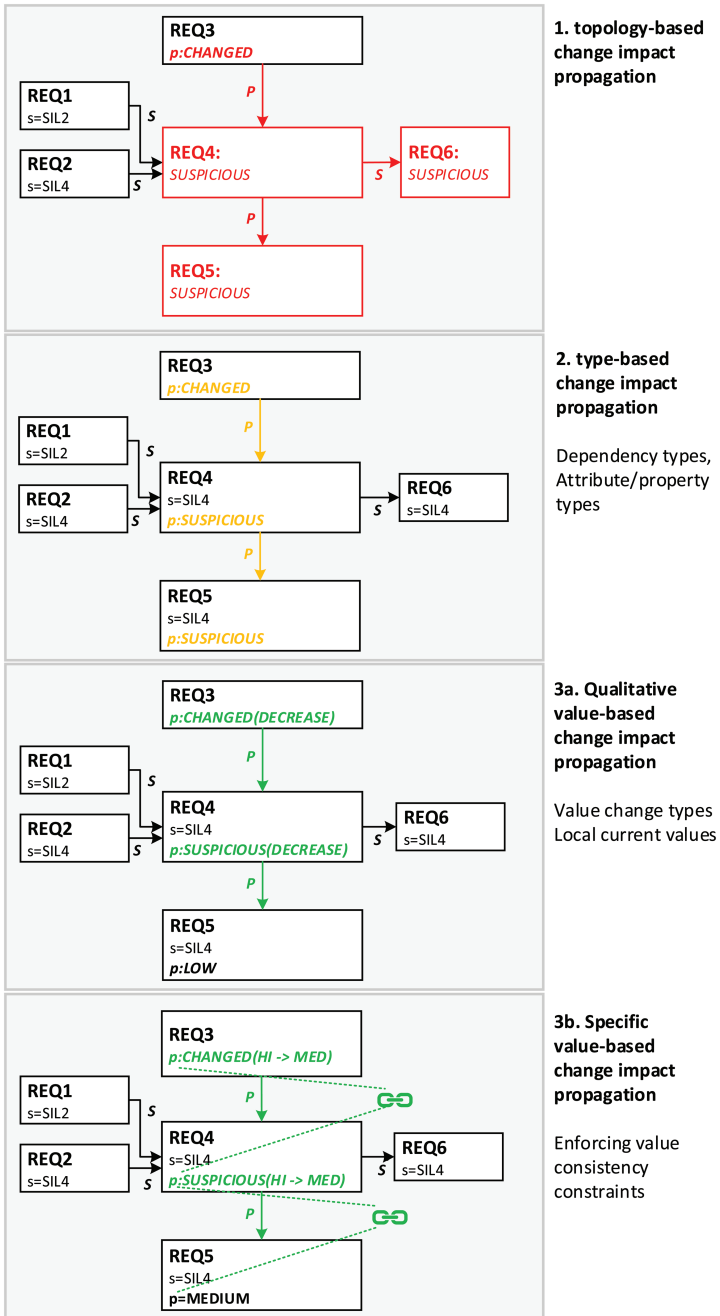 REQ3
p:CHANGED
P
REQ1
s=SIL2
S
REQ2
s=SIL4
S
REQ4:
SUSPICIOUS
S
REQ6:
SUSPICIOUS
P
REQ5:
SUSPICIOUS
1. topology-based
change impact
propagation
REQ3
p:CHANGED
P
REQ1
s=SIL2
S
REQ2
s=SIL4
S
REQ4
s=SIL4
p:SUSPICIOUS
S
REQ6
s=SIL4
P
REQ5
s=SIL4
p:SUSPICIOUS
2. type-based
change impact
propagation
Dependency types,
Attribute/property
types
REQ3
p:CHANGED(DECREASE)
P
REQ1
s=SIL2
S
REQ2
s=SIL4
S
REQ4
s=SIL4
p:SUSPICIOUS(DECREASE)
S
REQ6
s=SIL4
P
REQ5
s=SIL4
p:LOW
3a. Qualitative
value-based
change impact
propagation
Value change types
Local current values
REQ3
p:CHANGED(HI -> MED)
P
REQ1
s=SIL2
S
REQ2
s=SIL4
S
REQ4
s=SIL4
p:SUSPICIOUS(HI -> MED)
S
REQ6
s=SIL4
P
REQ5
s=SIL4
p=MEDIUM
3b. Specific
value-based
change impact
propagation
Enforcing value
consistency
constraints